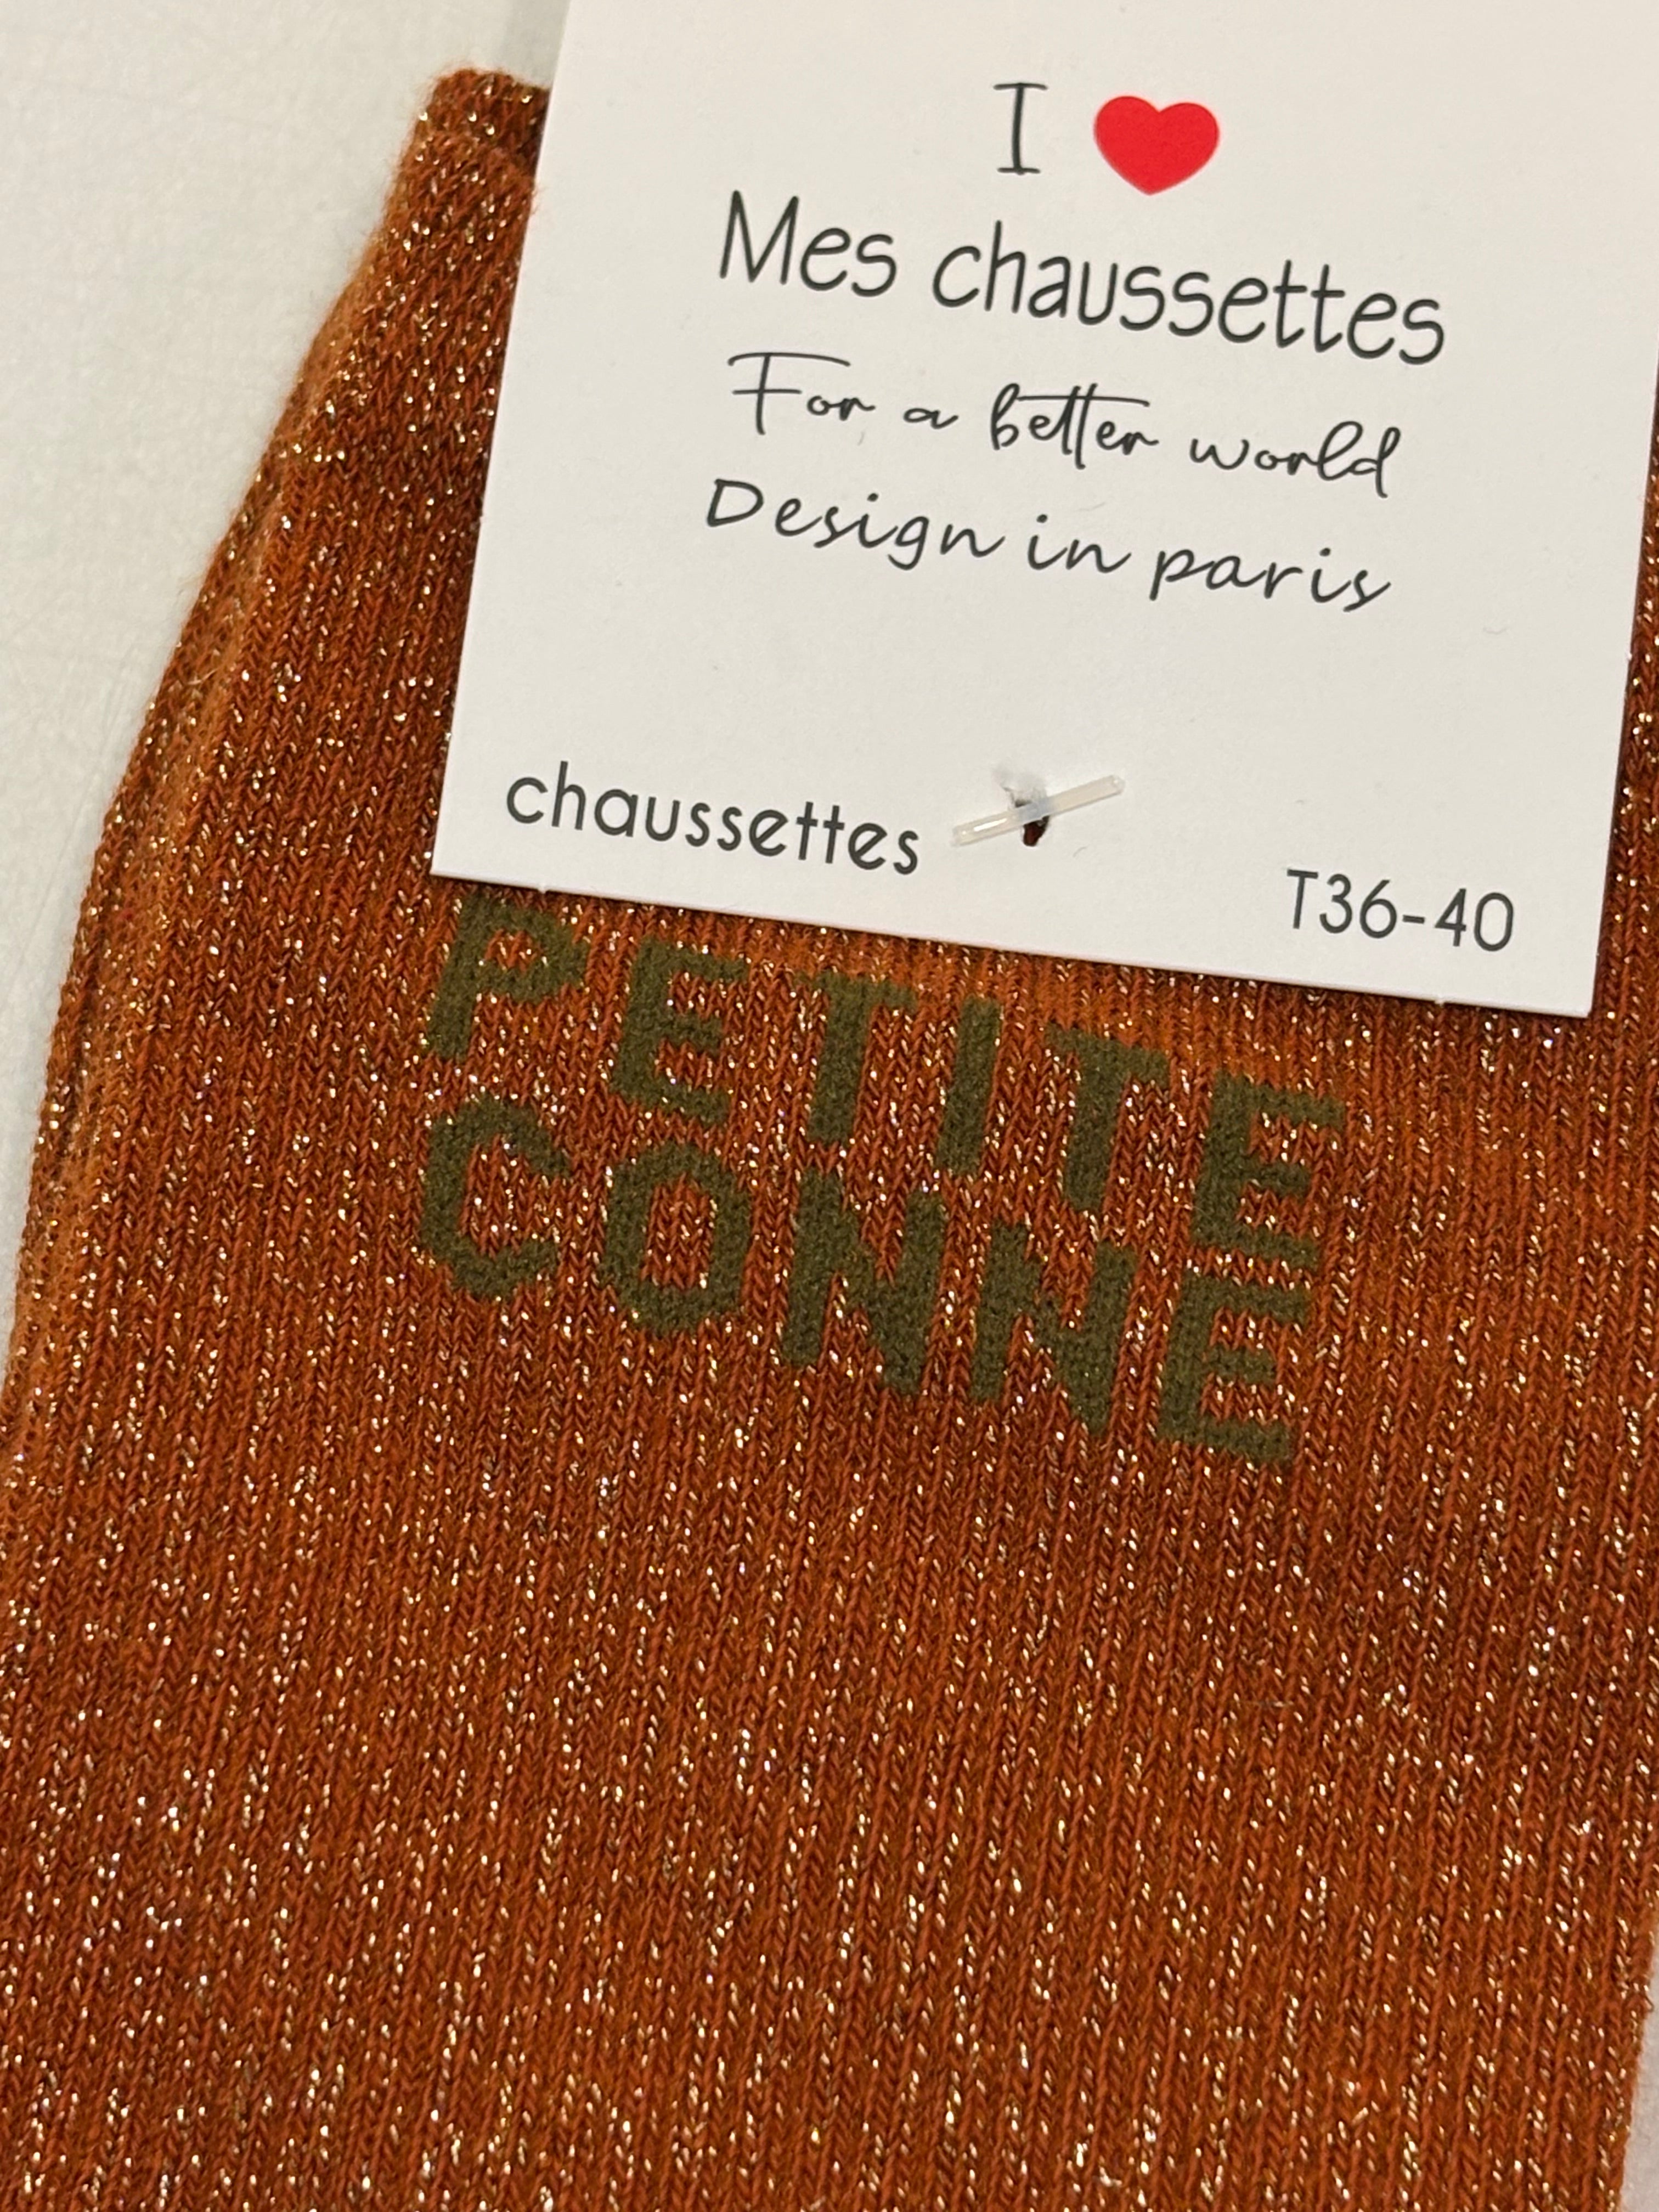 I ❤
Mes chaussettes
For a better world
Design in paris
chaussettes
T36-40
PETITE
CONNE